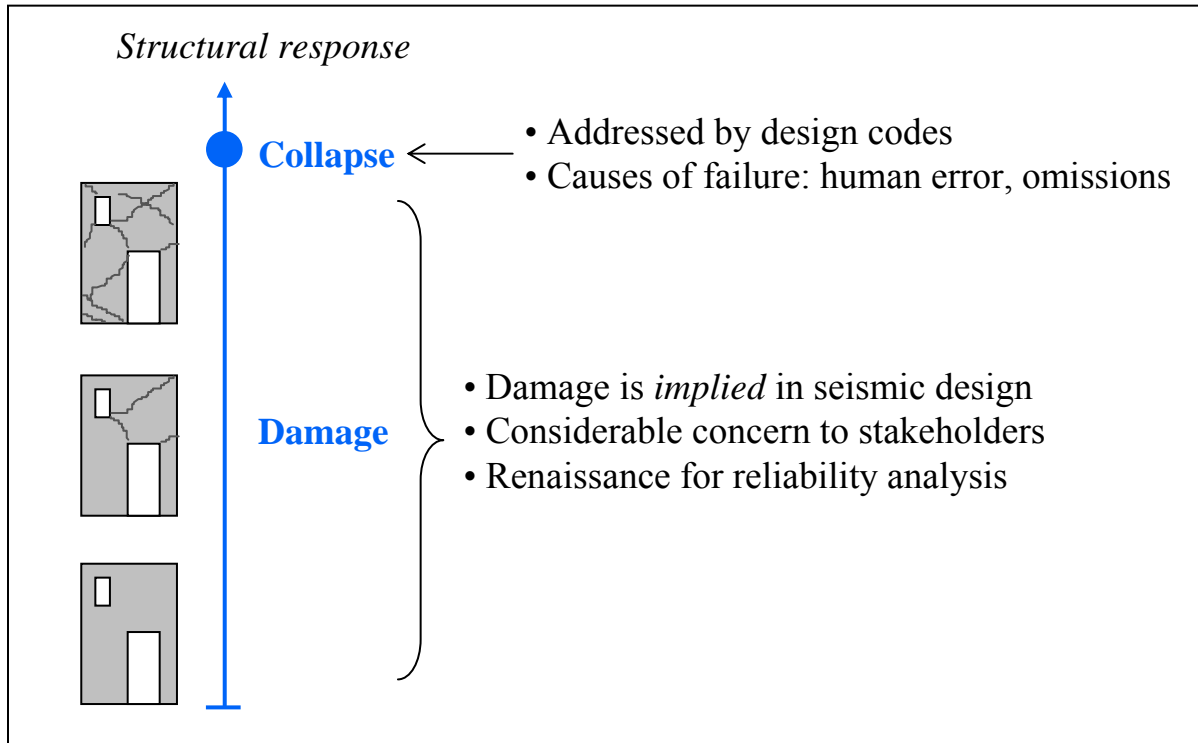 Structural response
Collapse
• Addressed by design codes
• Causes of failure: human error, omissions
Damage
• Damage is implied in seismic design
• Considerable concern to stakeholders
• Renaissance for reliability analysis